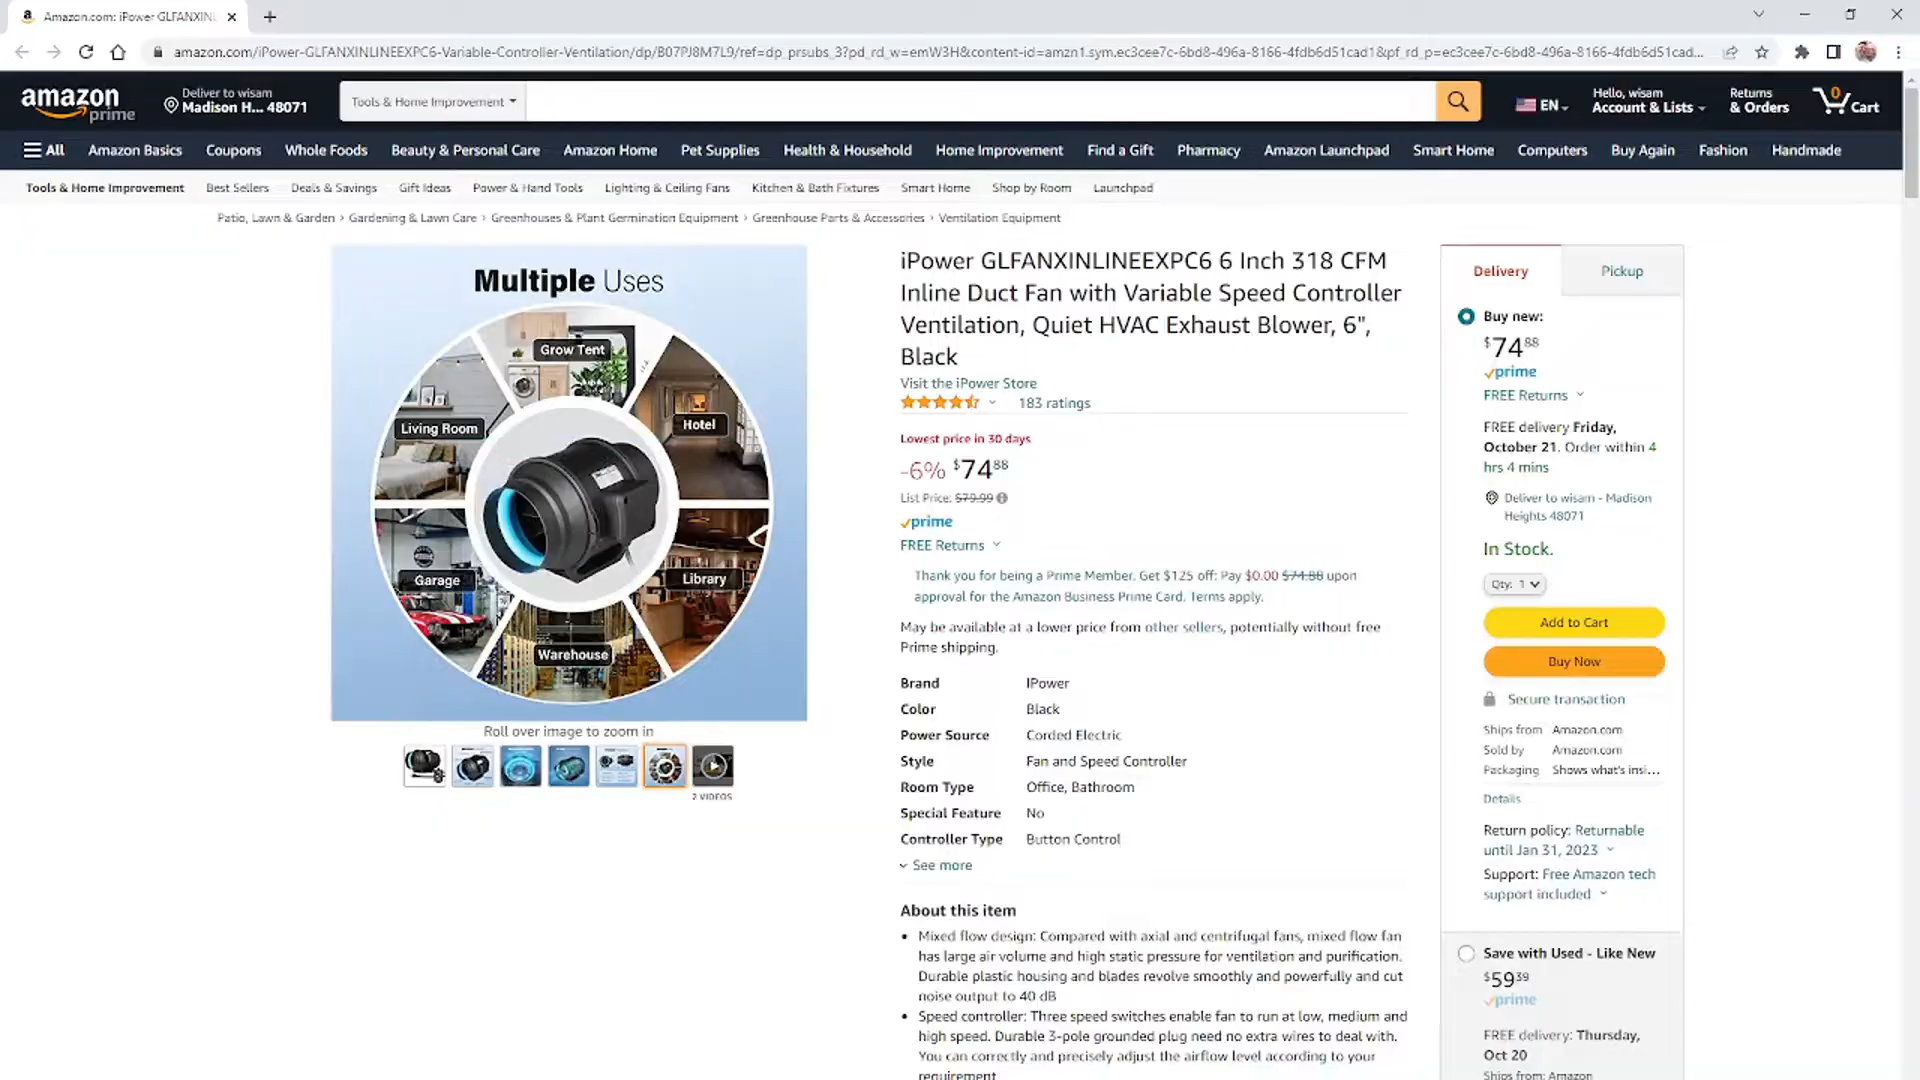 Amazon.com: iPower GLFANXINL
amazon.com/iPower-GLFANXINLINEEXPC6-Variable-Controller-Ventilation/dp/B07PJ8M7L9/ref=dp_prsubs_3?pd_rd_w=emW3H&content-id=amzn1.sym.ec3cee7c-6bd8-496a-8166-4fdb6d51cad1&pf_rd_p=ec3cee7c-6bd8-496a-8166-4fdb6d51cad...
amazon prime
Deliver to wisam
Madison H... 48071
Tools & Home Improvement
EN
Hello, wisam
Account & Lists
Returns
& Orders
0
Cart
All Amazon Basics Coupons Whole Foods Beauty & Personal Care Amazon Home Pet Supplies Health & Household Home Improvement Find a Gift Pharmacy Amazon Launchpad Smart Home Computers Buy Again Fashion Handmade
Tools & Home Improvement Best Sellers Deals & Savings Gift Ideas Power & Hand Tools Lighting & Ceiling Fans Kitchen & Bath Fixtures Smart Home Shop by Room Launchpad
Patio, Lawn & Garden › Gardening & Lawn Care › Greenhouses & Plant Germination Equipment › Greenhouse Parts & Accessories › Ventilation Equipment
Multiple Uses
Grow Tent
Hotel
Living Room
Garage
Library
Warehouse
Roll over image to zoom in
2 VIDEOS
iPower GLFANXINLINEEXPC6 6 Inch 318 CFM
Inline Duct Fan with Variable Speed Controller
Ventilation, Quiet HVAC Exhaust Blower, 6",
Black
Visit the iPower Store
183 ratings
Lowest price in 30 days
-6% $74 88
List Price: $79.99
prime
FREE Returns
Thank you for being a Prime Member. Get $125 off: Pay $0.00 $74.88 upon
approval for the Amazon Business Prime Card. Terms apply.
May be available at a lower price from other sellers, potentially without free
Prime shipping.
Brand IPower
Color Black
Power Source Corded Electric
Style Fan and Speed Controller
Room Type Office, Bathroom
Special Feature No
Controller Type Button Control
See more
About this item
• Mixed flow design: Compared with axial and centrifugal fans, mixed flow fan
has large air volume and high static pressure for ventilation and purification.
Durable plastic housing and blades revolve smoothly and powerfully and cut
noise output to 40 dB
• Speed controller: Three speed switches enable fan to run at low, medium and
high speed. Durable 3-pole grounded plug need no extra wires to deal with.
You can correctly and precisely adjust the airflow level according to your
requirement
Delivery
Pickup
Buy new:
$74 88
prime
FREE Returns
FREE delivery Friday,
October 21. Order within 4
hrs 4 mins
Deliver to wisam - Madison
Heights 48071
In Stock.
Qty: 1
Add to Cart
Buy Now
Secure transaction
Ships from Amazon.com
Sold by Amazon.com
Packaging Shows what's insi...
Details
Return policy: Returnable
until Jan 31, 2023
Support: Free Amazon tech
support included
Save with Used - Like New
$59 39
prime
FREE delivery: Thursday,
Oct 20
Ships from: Amazon